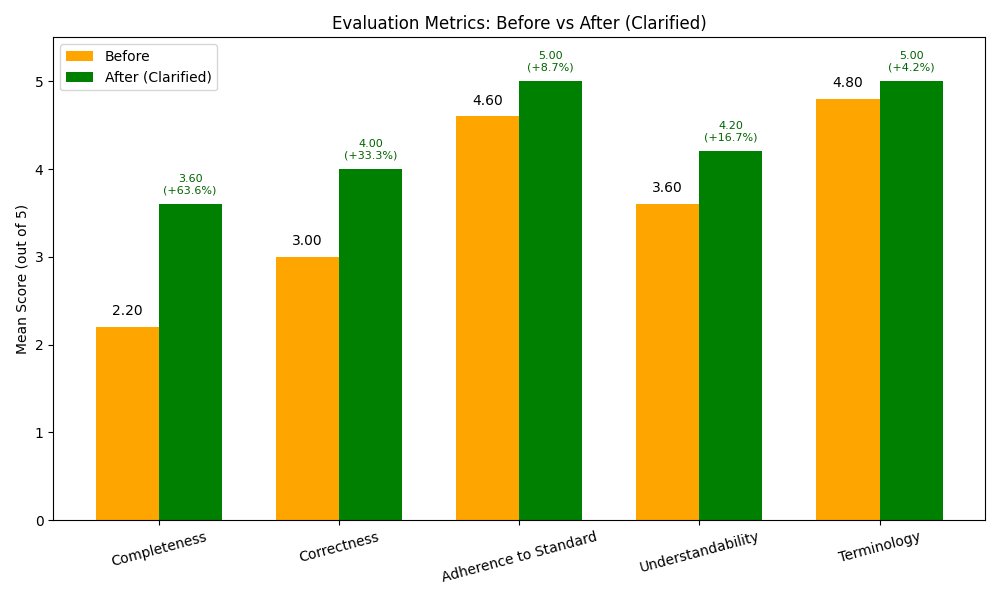 Evaluation Metrics: Before vs After (Clarified)
Before
After (Clarified)
Mean Score (out of 5)
5
4
3
2
1
0
2.20
3.60
(+63.6%)
3.00
4.00
(+33.3%)
4.60
5.00
(+8.7%)
3.60
4.20
(+16.7%)
4.80
5.00
(+4.2%)
Completeness
Correctness
Adherence to Standard
Understandability
Terminology